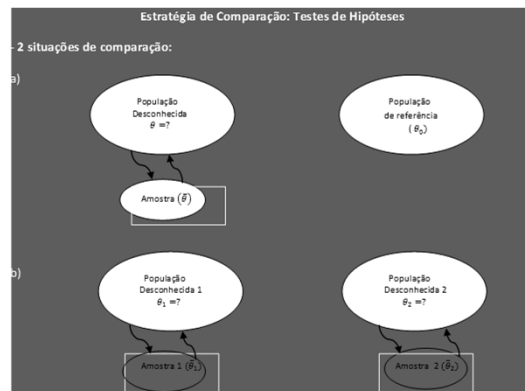 Estratégia de Comparação: Testes de Hipóteses
- 2 situações de comparação:
a)
População
Desconhecida
θ =?
População
de referência
( θ₀)
Amostra (θ̂)
b)
População
Desconhecida 1
θ₁ =?
População
Desconhecida 2
θ₂ =?
Amostra 1 (θ̂₁)
Amostra 2 (θ̂₂)